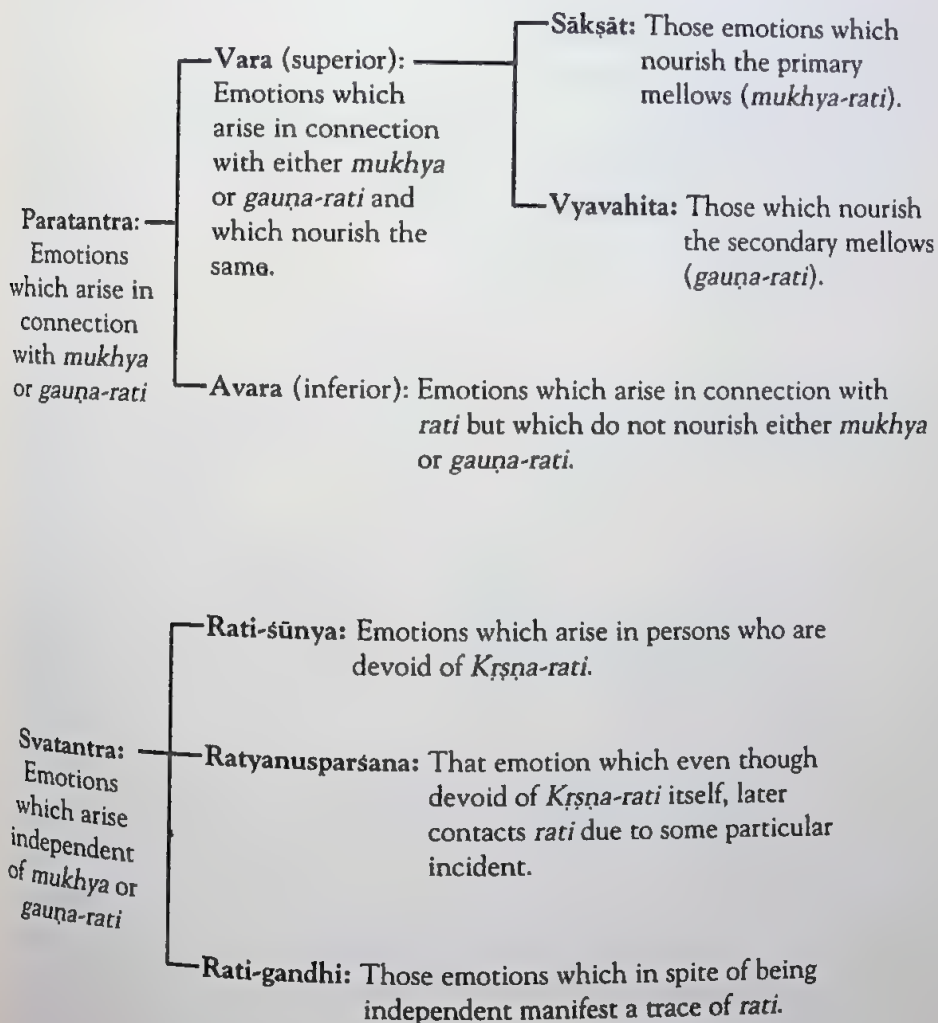 Paratantra:
Emotions
which arise in
connection
with mukhya
or gauṇa-rati
Vara (superior):
Emotions which
arise in connection
with either mukhya
or gauṇa-rati and
which nourish the
same.
Sākṣāt: Those emotions which
nourish the primary
mellows (mukhya-rati).
Vyavahita: Those which nourish
the secondary mellows
(gauṇa-rati).
Avara (inferior): Emotions which arise in connection with
rati but which do not nourish either mukhya
or gauṇa-rati.
Svatantra:
Emotions
which arise
independent
of mukhya or
gauṇa-rati
Rati-śūnya: Emotions which arise in persons who are
devoid of Kṛṣṇa-rati.
Ratyanusparśana: That emotion which even though
devoid of Kṛṣṇa-rati itself, later
contacts rati due to some particular
incident.
Rati-gandhi: Those emotions which in spite of being
independent manifest a trace of rati.